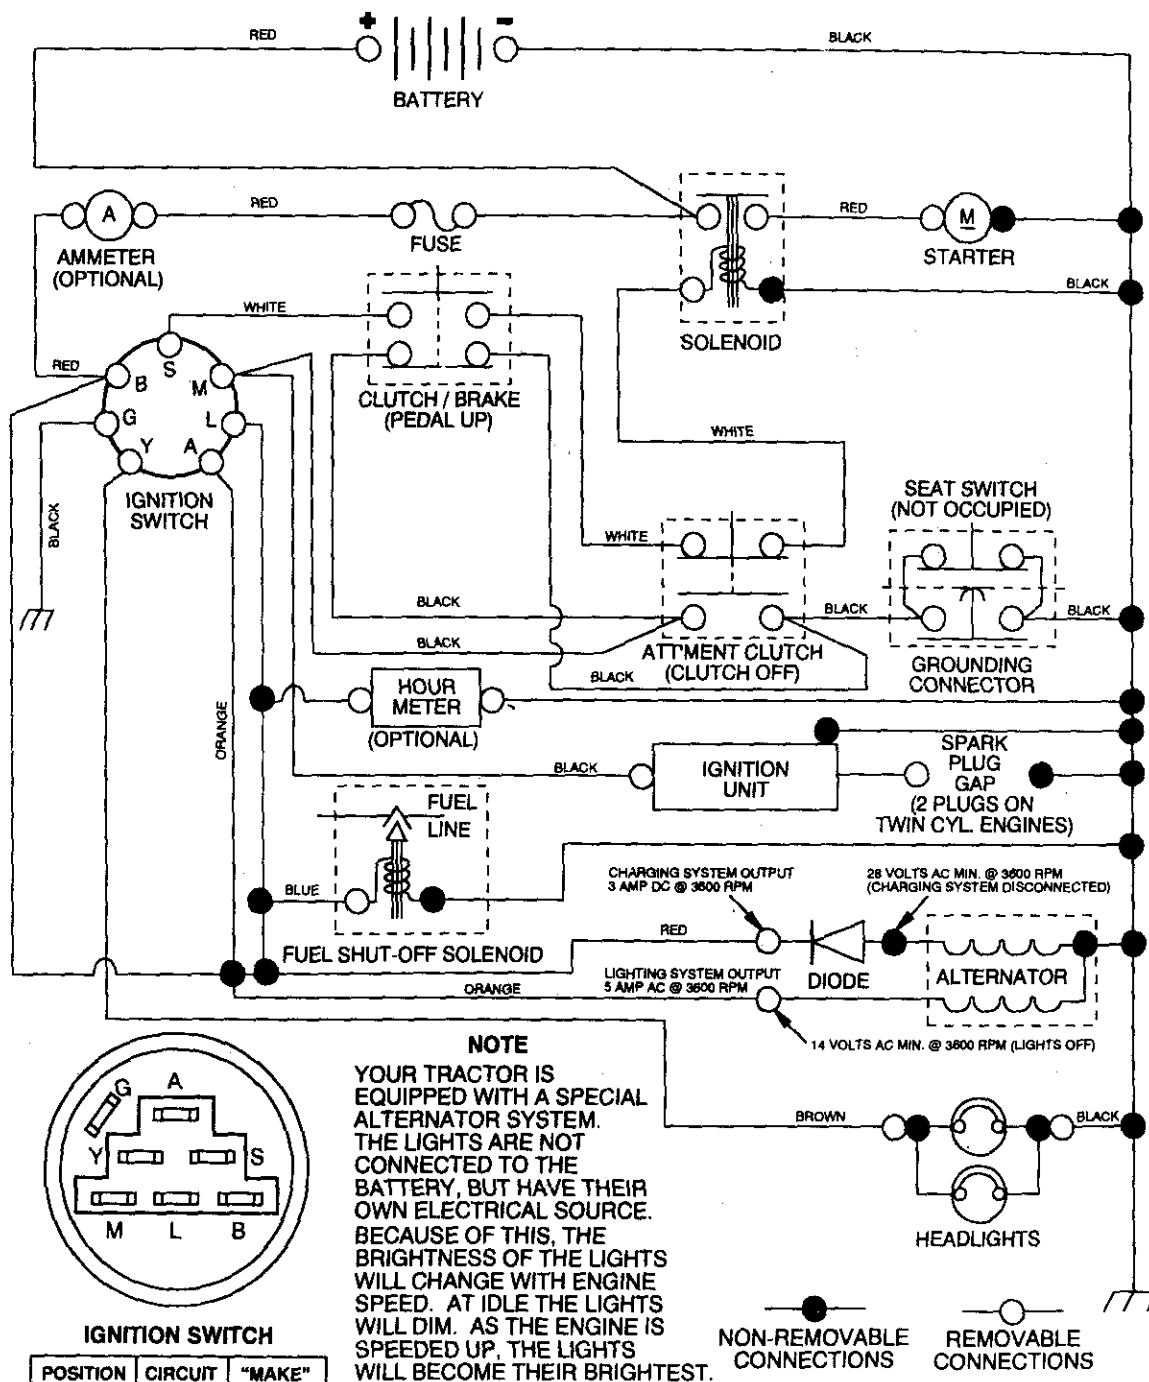 + -
RED
BLACK
BATTERY
A
RED
FUSE
RED
M
STARTER
AMMETER
(OPTIONAL)
BLACK
SOLENOID
WHITE
RED
S
B
M
G
L
Y
A
CLUTCH / BRAKE
(PEDAL UP)
IGNITION
SWITCH
BLACK
WHITE
SEAT SWITCH
(NOT OCCUPIED)
WHITE
BLACK
BLACK
BLACK
BLACK
ATT'MENT CLUTCH
(CLUTCH OFF)
BLACK
GROUNDING
CONNECTOR
HOUR
METER
(OPTIONAL)
ORANGE
BLACK
IGNITION
UNIT
SPARK
PLUG
GAP
(2 PLUGS ON
TWIN CYL. ENGINES)
FUEL
LINE
BLUE
FUEL SHUT-OFF SOLENOID
CHARGING SYSTEM OUTPUT
3 AMP DC @ 3600 RPM
28 VOLTS AC MIN. @ 3600 RPM
(CHARGING SYSTEM DISCONNECTED)
RED
DIODE
ALTERNATOR
LIGHTING SYSTEM OUTPUT
5 AMP AC @ 3600 RPM
ORANGE
14 VOLTS AC MIN. @ 3600 RPM (LIGHTS OFF)
BROWN
BLACK
HEADLIGHTS
G
A
Y
S
M
L
B
IGNITION SWITCH
POSITION CIRCUIT "MAKE"
NOTE
YOUR TRACTOR IS
EQUIPPED WITH A SPECIAL
ALTERNATOR SYSTEM.
THE LIGHTS ARE NOT
CONNECTED TO THE
BATTERY, BUT HAVE THEIR
OWN ELECTRICAL SOURCE.
BECAUSE OF THIS, THE
BRIGHTNESS OF THE LIGHTS
WILL CHANGE WITH ENGINE
SPEED. AT IDLE THE LIGHTS
WILL DIM. AS THE ENGINE IS
SPEEDED UP, THE LIGHTS
WILL BECOME THEIR BRIGHTEST.
NON-REMOVABLE
CONNECTIONS
REMOVABLE
CONNECTIONS